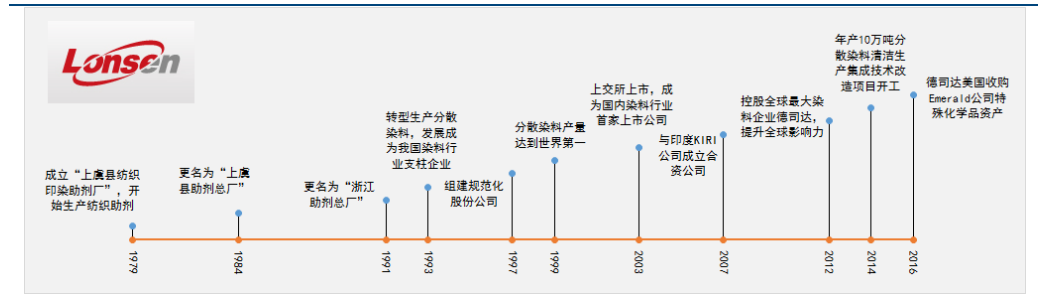 Lonsen
成立“上虞县纺织
印染助剂厂”，开
始生产纺织助剂
更名为“上虞
县助剂总厂”
更名为“浙江
助剂总厂”
转型生产分散
染料，发展成
为我国染料行
业支柱企业
组建规范化
股份公司
分散染料产量
达到世界第一
上交所上市，成
为国内染料行业
首家上市公司
与印度KIRI
公司成立合
资公司
控股全球最大染
料企业德司达，
提升全球影响力
年产10万吨分
散染料清洁生
产集成技术改
造项目开工
德司达美国收购
Emerald公司特
殊化学品资产
1979
1984
1991
1993
1997
1999
2003
2007
2012
2014
2016